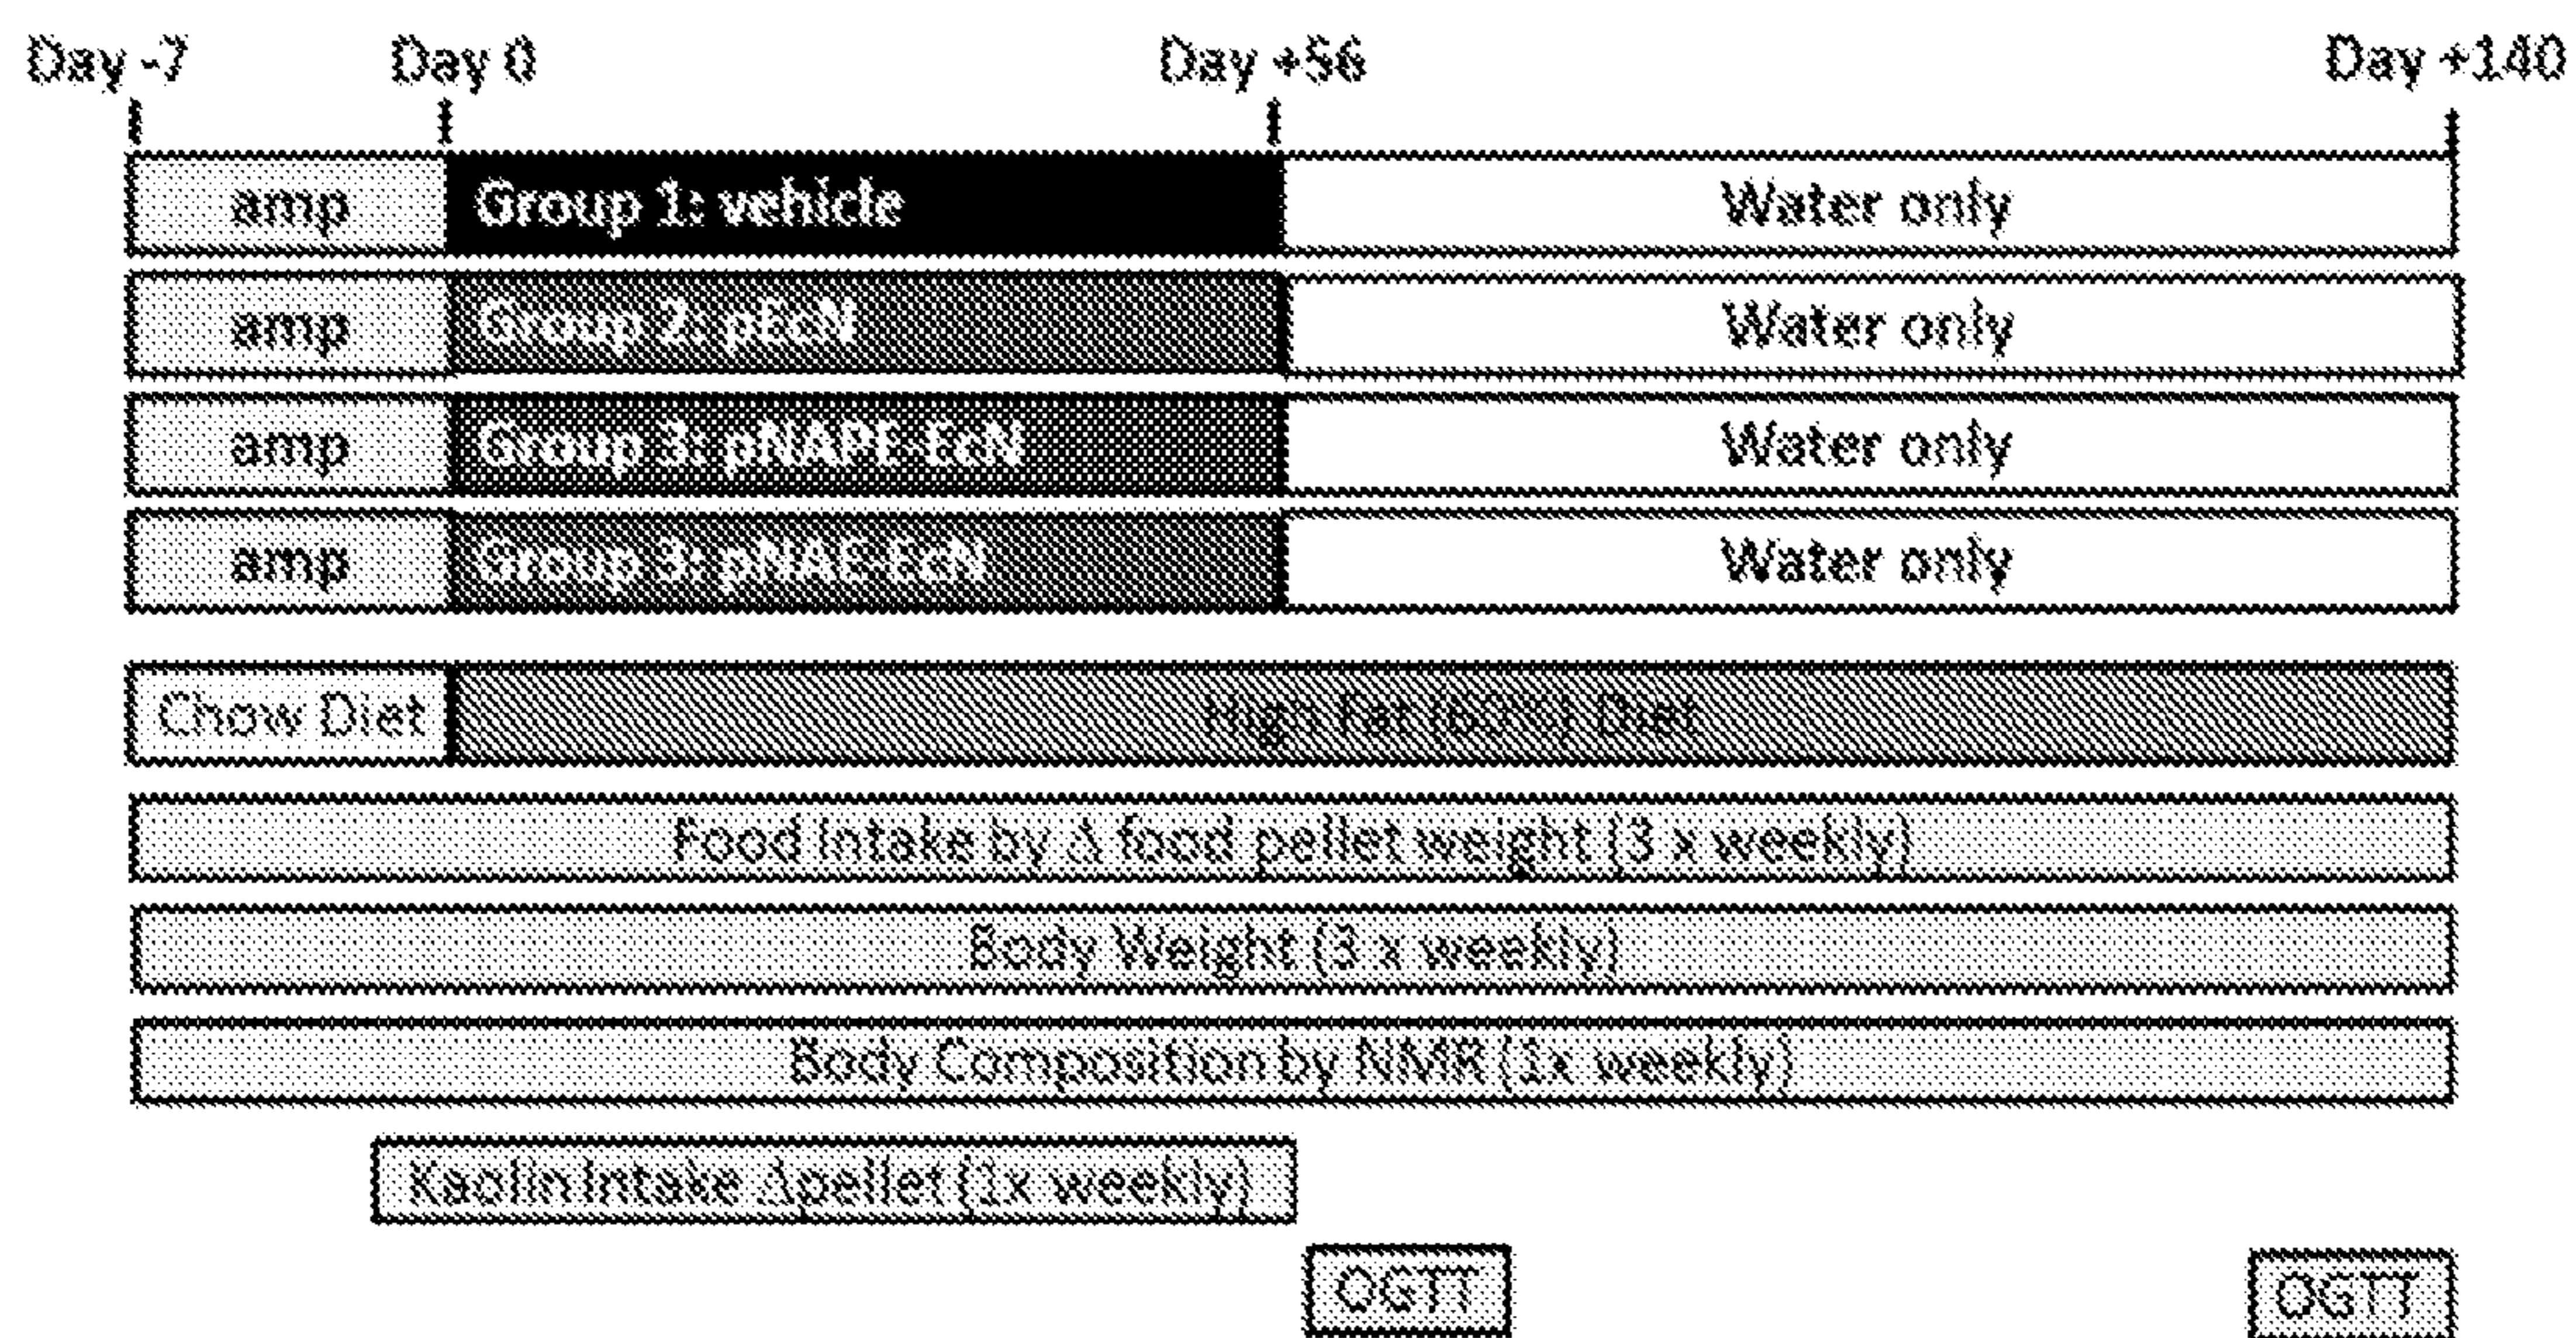 Day -7 Day 0 Day +56 Day +140
amp Group 1: vehicle Water only
amp Group 2: pEcN Water only
amp Group 3: pNAPE-EcN Water only
amp Group 3: pNAE-EcN Water only
Chow Diet High Fat (60%) Diet
Food Intake by Δ food pellet weight (3 x weekly)
Body Weight (3 x weekly)
Body Composition by NMR (1x weekly)
Kaolin Intake Δpellet (1x weekly)
OGTT OGTT